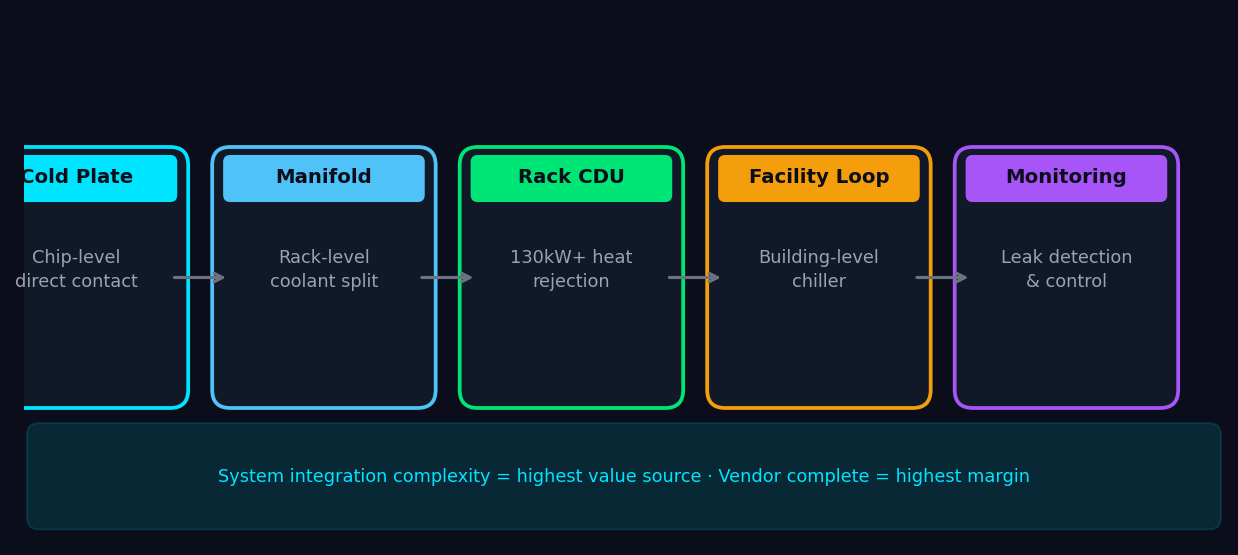 Cold Plate
Chip-level
direct contact
Manifold
Rack-level
coolant split
Rack CDU
130kW+ heat
rejection
Facility Loop
Building-level
chiller
Monitoring
Leak detection
& control
System integration complexity = highest value source · Vendor complete = highest margin